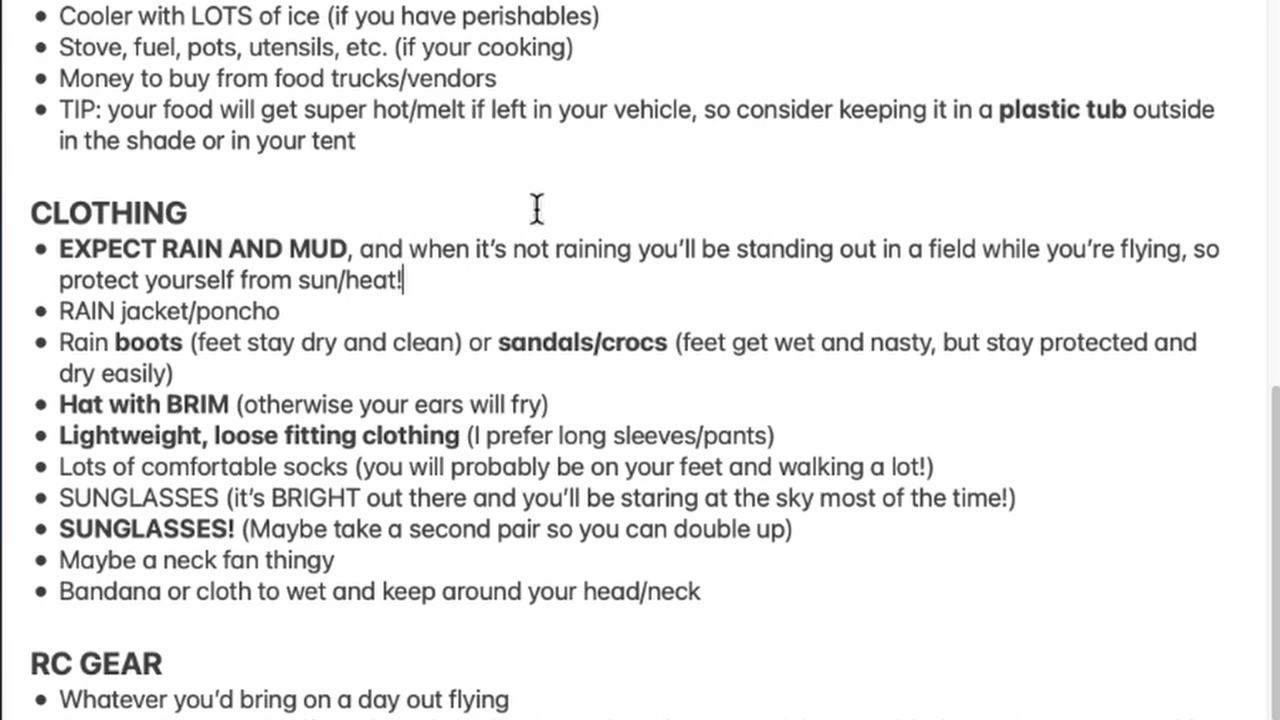 • Cooler with LOTS of ice (if you have perishables)
• Stove, fuel, pots, utensils, etc. (if your cooking)
• Money to buy from food trucks/vendors
• TIP: your food will get super hot/melt if left in your vehicle, so consider keeping it in a plastic tub outside
in the shade or in your tent
CLOTHING
• EXPECT RAIN AND MUD, and when it’s not raining you’ll be standing out in a field while you’re flying, so
protect yourself from sun/heat!
• RAIN jacket/poncho
• Rain boots (feet stay dry and clean) or sandals/crocs (feet get wet and nasty, but stay protected and
dry easily)
• Hat with BRIM (otherwise your ears will fry)
• Lightweight, loose fitting clothing (I prefer long sleeves/pants)
• Lots of comfortable socks (you will probably be on your feet and walking a lot!)
• SUNGLASSES (it’s BRIGHT out there and you’ll be staring at the sky most of the time!)
• SUNGLASSES! (Maybe take a second pair so you can double up)
• Maybe a neck fan thingy
• Bandana or cloth to wet and keep around your head/neck
RC GEAR
• Whatever you’d bring on a day out flying